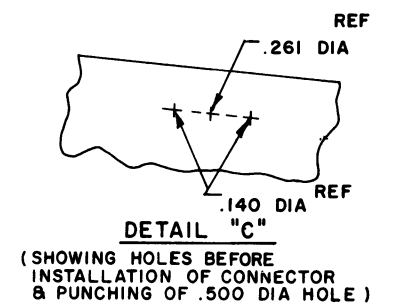 REF
.261 DIA
.140 DIA REF
DETAIL "C"
(SHOWING HOLES BEFORE
INSTALLATION OF CONNECTOR
& PUNCHING OF .500 DIA HOLE)